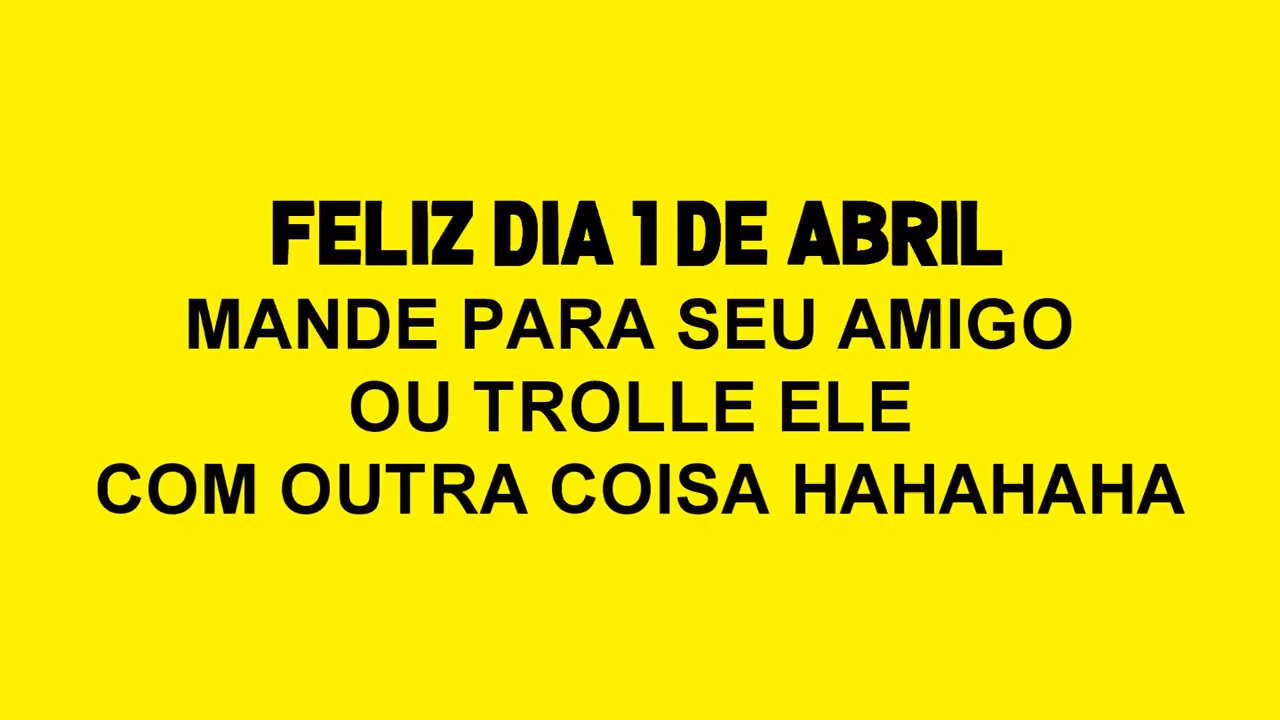 FELIZ DIA 1 DE ABRIL
MANDE PARA SEU AMIGO
OU TROLLE ELE
COM OUTRA COISA HAHAHAHA